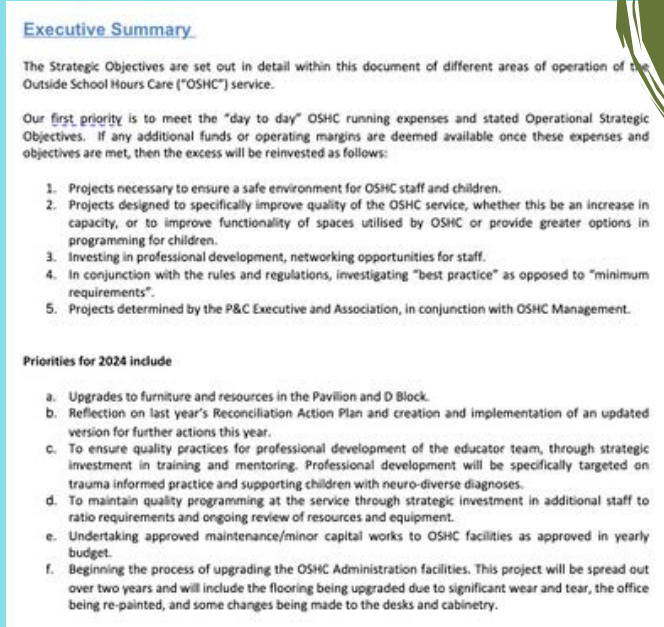 Executive Summary
The Strategic Objectives are set out in detail within this document of different areas of operation of the
Outside School Hours Care ("OSHC") service.
Our first priority is to meet the "day to day" OSHC running expenses and stated Operational Strategic
Objectives. If any additional funds or operating margins are deemed available once these expenses and
objectives are met, then the excess will be reinvested as follows:
1. Projects necessary to ensure a safe environment for OSHC staff and children.
2. Projects designed to specifically improve quality of the OSHC service, whether this be an increase in
capacity, or to improve functionality of spaces utilised by OSHC or provide greater options in
programming for children.
3. Investing in professional development, networking opportunities for staff.
4. In conjunction with the rules and regulations, investigating "best practice" as opposed to "minimum
requirements".
5. Projects determined by the P&C Executive and Association, in conjunction with OSHC Management.
Priorities for 2024 include
a. Upgrades to furniture and resources in the Pavilion and D Block.
b. Reflection on last year's Reconciliation Action Plan and creation and implementation of an updated
version for further actions this year.
c. To ensure quality practices for professional development of the educator team, through strategic
investment in training and mentoring. Professional development will be specifically targeted on
trauma informed practice and supporting children with neuro-diverse diagnoses.
d. To maintain quality programming at the service through strategic investment in additional staff to
ratio requirements and ongoing review of resources and equipment.
e. Undertaking approved maintenance/minor capital works to OSHC facilities as approved in yearly
budget.
f. Beginning the process of upgrading the OSHC Administration facilities. This project will be spread out
over two years and will include the flooring being upgraded due to significant wear and tear, the office
being re-painted, and some changes being made to the desks and cabinetry.